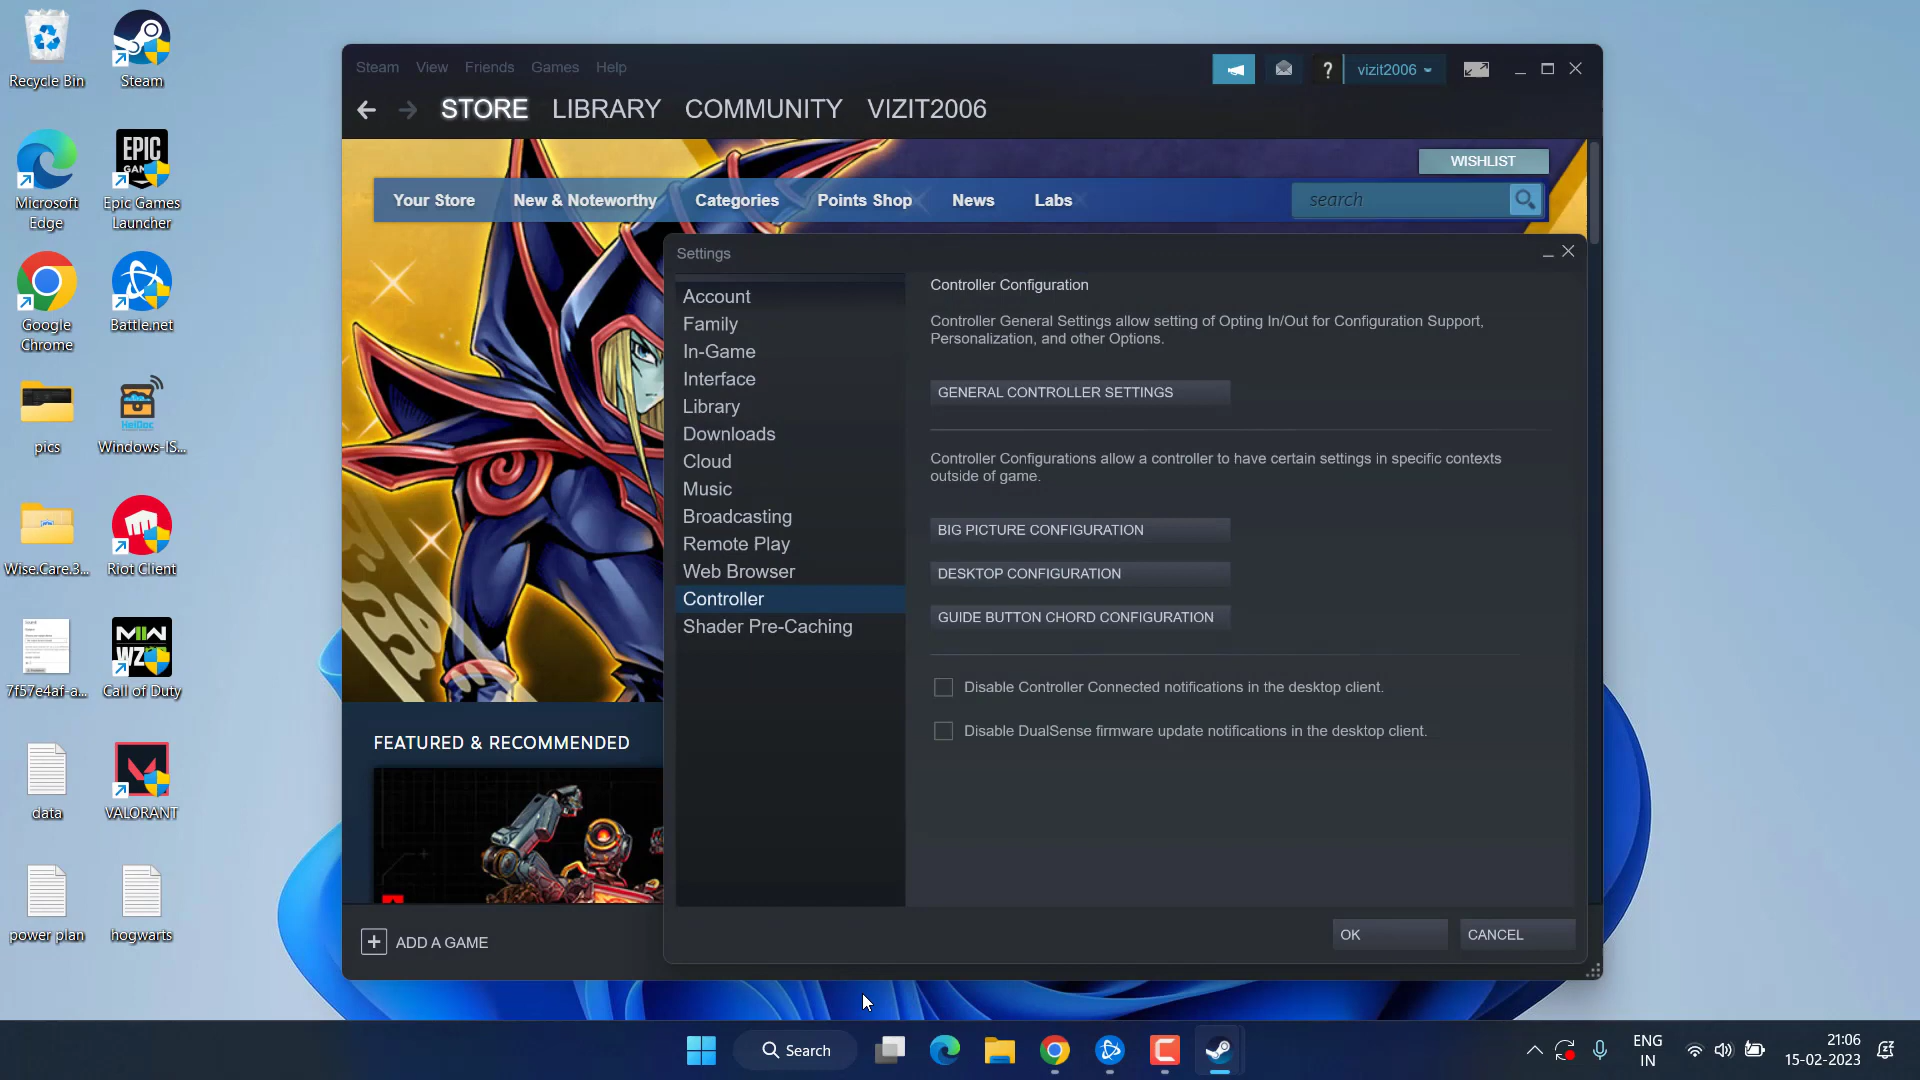 Recycle Bin
Steam
Microsoft
Edge
EPIC
GAMES
Epic Games
Launcher
Google
Chrome
Battle.net
pics
HeiDoc
Windows-IS...
Wise.Care.3...
Riot Client
7f57e4af-a...
MW
WZ
Call of Duty
data
VALORANT
power plan
hogwarts
Steam View Friends Games Help
? vizit2006
STORE LIBRARY COMMUNITY VIZIT2006
WISHLIST
Your Store New & Noteworthy Categories Points Shop News Labs search
FEATURED & RECOMMENDED
+ ADD A GAME
Settings
Account
Family
In-Game
Interface
Library
Downloads
Cloud
Music
Broadcasting
Remote Play
Web Browser
Controller
Shader Pre-Caching
Controller Configuration
Controller General Settings allow setting of Opting In/Out for Configuration Support,
Personalization, and other Options.
GENERAL CONTROLLER SETTINGS
Controller Configurations allow a controller to have certain settings in specific contexts
outside of game.
BIG PICTURE CONFIGURATION
DESKTOP CONFIGURATION
GUIDE BUTTON CHORD CONFIGURATION
Disable Controller Connected notifications in the desktop client.
Disable DualSense firmware update notifications in the desktop client.
OK CANCEL
Search
ENG
IN
21:06
15-02-2023